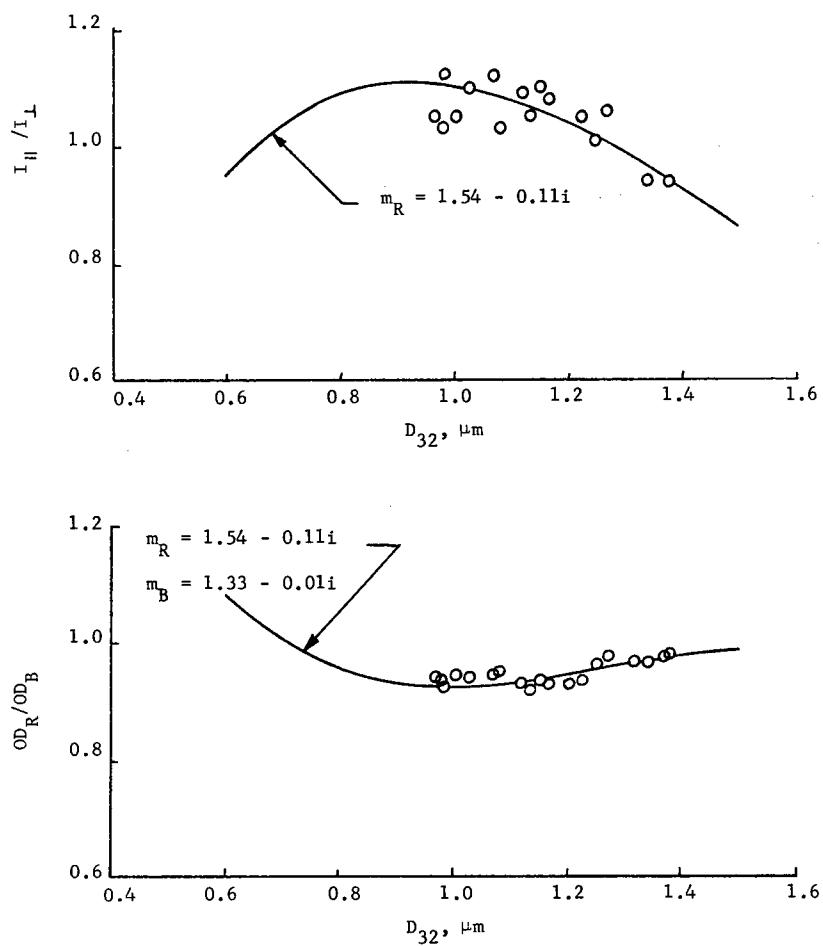 1.2
1.0
0.8
0.6
I∥/I⊥
m_R = 1.54 - 0.11i
0.4 0.6 0.8 1.0 1.2 1.4 1.6
D_32, μm
1.2
1.0
0.8
0.6
OD_R/OD_B
m_R = 1.54 - 0.11i
m_B = 1.33 - 0.01i
0.4 0.6 0.8 1.0 1.2 1.4 1.6
D_32, μm